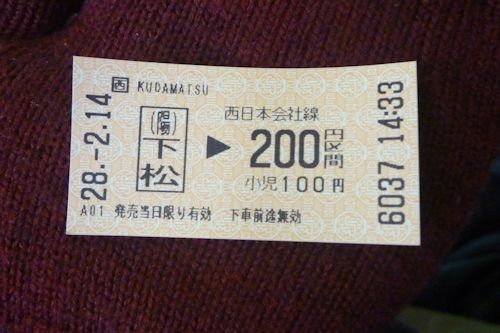 西 KUDAMATSU
28.-2.14
(山陽)下松
西日本会社線
▶ 200円区間
小児100円
A01 発売当日限り有効 下車前途無効
6037 14:33